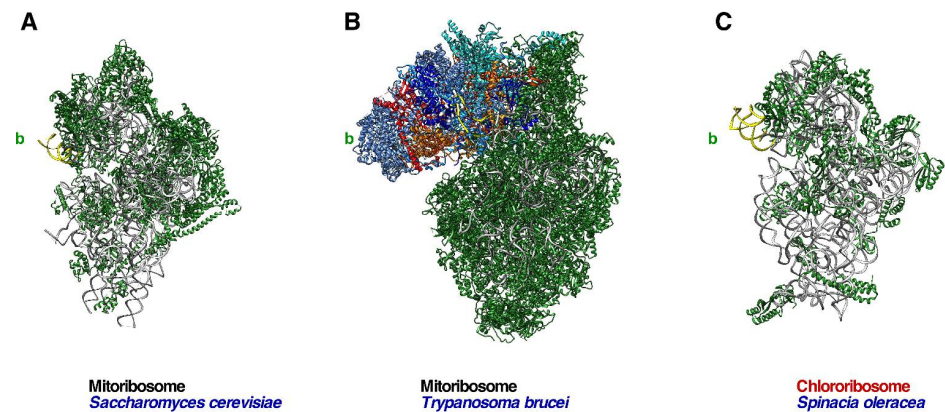 A
B
C
b
b
b
Mitoribosome
Saccharomyces cerevisiae
Mitoribosome
Trypanosoma brucei
Chlororibosome
Spinacia oleracea